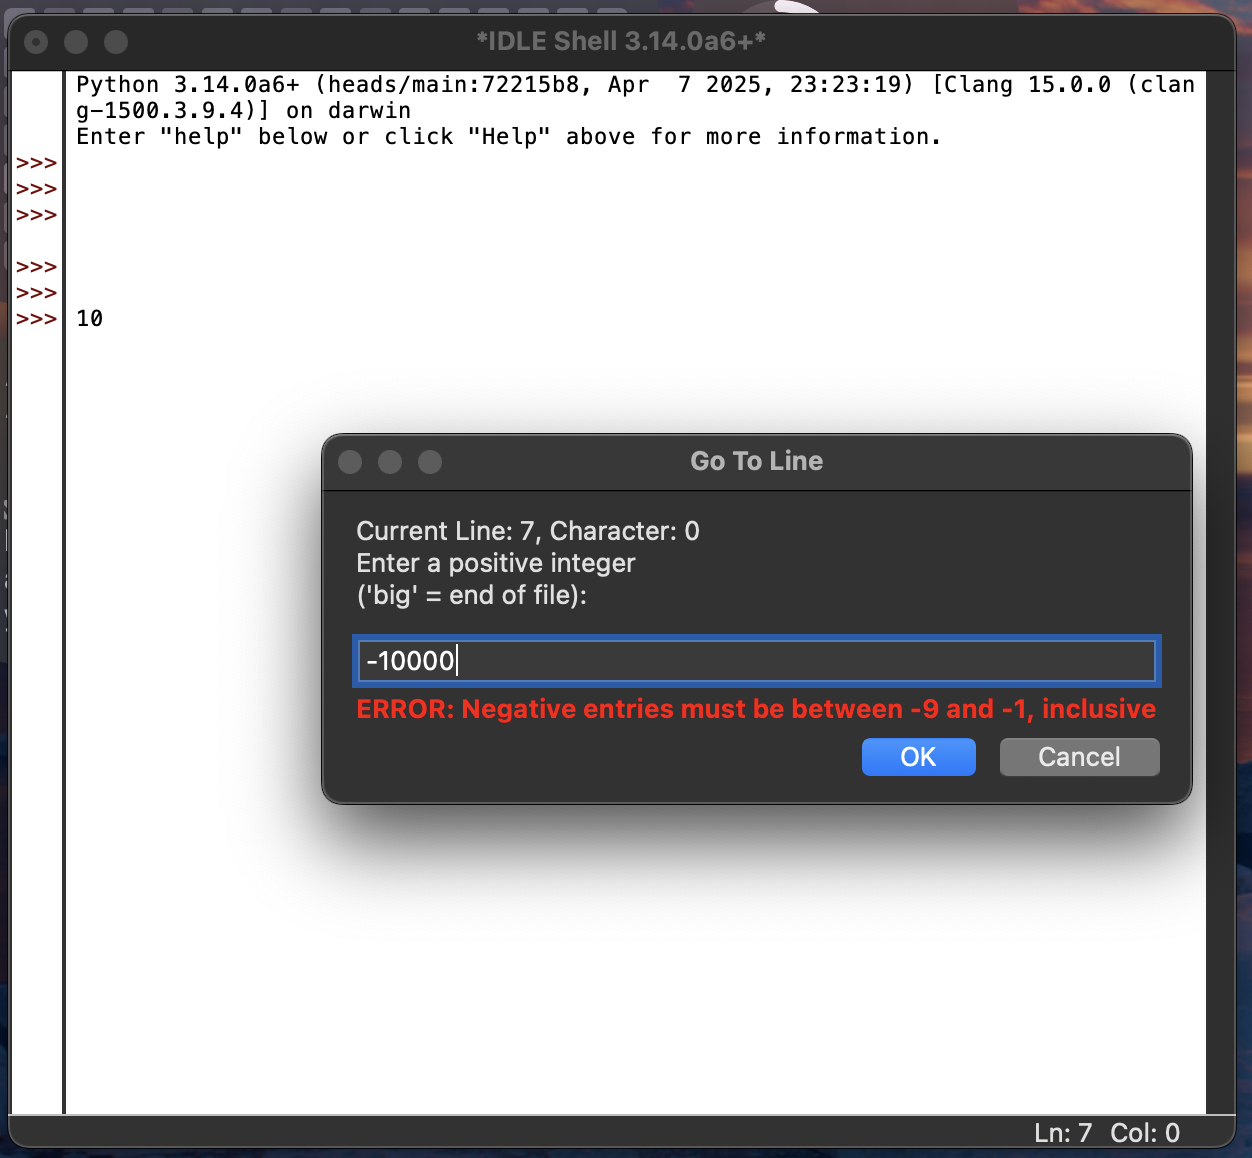 *IDLE Shell 3.14.0a6+*
Python 3.14.0a6+ (heads/main:72215b8, Apr  7 2025, 23:23:19) [Clang 15.0.0 (clan
g-1500.3.9.4)] on darwin
Enter "help" below or click "Help" above for more information.
>>>
>>>
>>>
>>>
>>>
>>> 10
Go To Line
Current Line: 7, Character: 0
Enter a positive integer
('big' = end of file):
-10000
ERROR: Negative entries must be between -9 and -1, inclusive
OK Cancel
Ln: 7 Col: 0